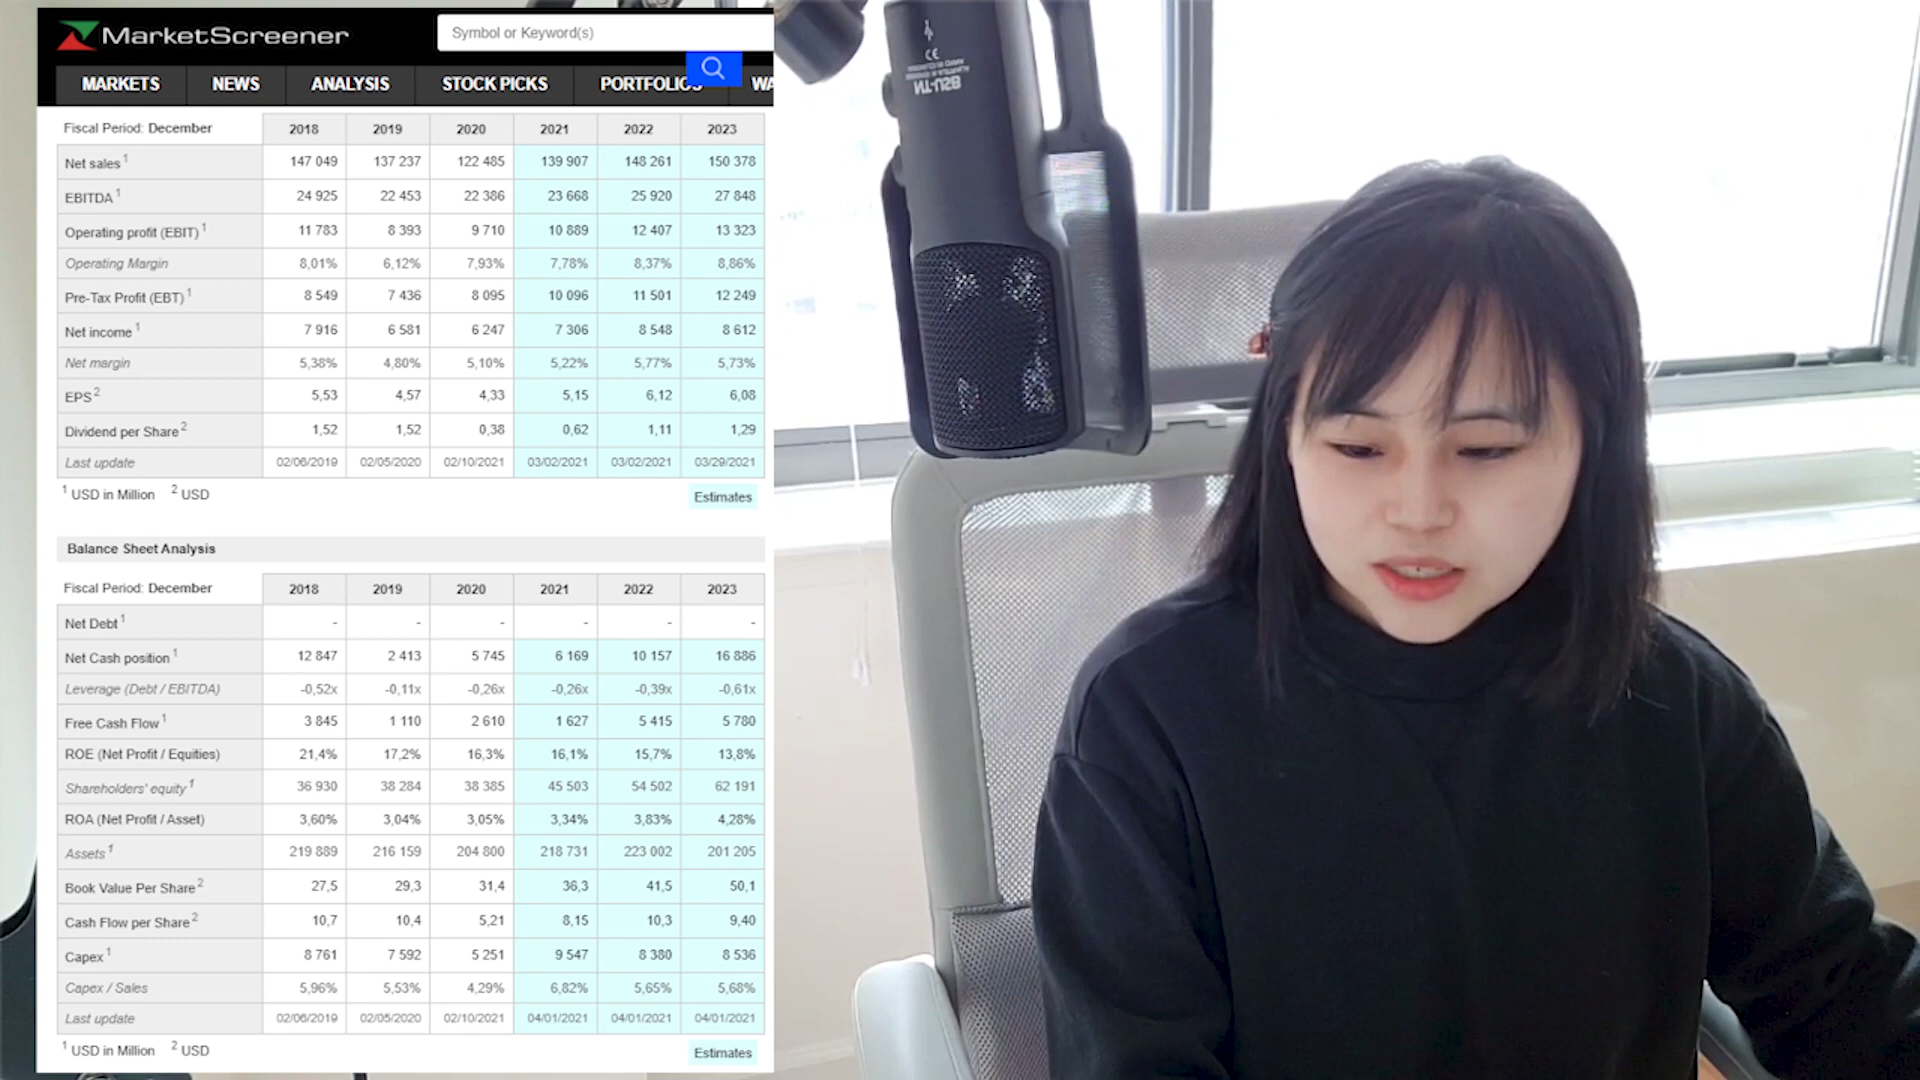 MarketScreener
Symbol or Keyword(s)
MARKETS NEWS ANALYSIS STOCK PICKS PORTFOLIOS WA
Fiscal Period: December 2018 2019 2020 2021 2022 2023
Net sales 1 147 049 137 237 122 485 139 907 148 261 150 378
EBITDA 1 24 925 22 453 22 386 23 668 25 920 27 848
Operating profit (EBIT) 1 11 783 8 393 9 710 10 889 12 407 13 323
Operating Margin 8,01% 6,12% 7,93% 7,78% 8,37% 8,86%
Pre-Tax Profit (EBT) 1 8 549 7 436 8 095 10 096 11 501 12 249
Net income 1 7 916 6 581 6 247 7 306 8 548 8 612
Net margin 5,38% 4,80% 5,10% 5,22% 5,77% 5,73%
EPS 2 5,53 4,57 4,33 5,15 6,12 6,08
Dividend per Share 2 1,52 1,52 0,38 0,62 1,11 1,29
Last update 02/06/2019 02/05/2020 02/10/2021 03/02/2021 03/02/2021 03/29/2021
1 USD in Million 2 USD
Estimates
Balance Sheet Analysis
Fiscal Period: December 2018 2019 2020 2021 2022 2023
Net Debt 1 - - - - - -
Net Cash position 1 12 847 2 413 5 745 6 169 10 157 16 886
Leverage (Debt / EBITDA) -0,52x -0,11x -0,26x -0,26x -0,39x -0,61x
Free Cash Flow 1 3 845 1 110 2 610 1 627 5 415 5 780
ROE (Net Profit / Equities) 21,4% 17,2% 16,3% 16,1% 15,7% 13,8%
Shareholders' equity 1 36 930 38 284 38 385 45 503 54 502 62 191
ROA (Net Profit / Asset) 3,60% 3,04% 3,05% 3,34% 3,83% 4,28%
Assets 1 219 889 216 159 204 800 218 731 223 002 201 205
Book Value Per Share 2 27,5 29,3 31,4 36,3 41,5 50,1
Cash Flow per Share 2 10,7 10,4 5,21 8,15 10,3 9,40
Capex 1 8 761 7 592 5 251 9 547 8 380 8 536
Capex / Sales 5,96% 5,53% 4,29% 6,82% 5,65% 5,68%
Last update 02/06/2019 02/05/2020 02/10/2021 04/01/2021 04/01/2021 04/01/2021
1 USD in Million 2 USD
Estimates
CE